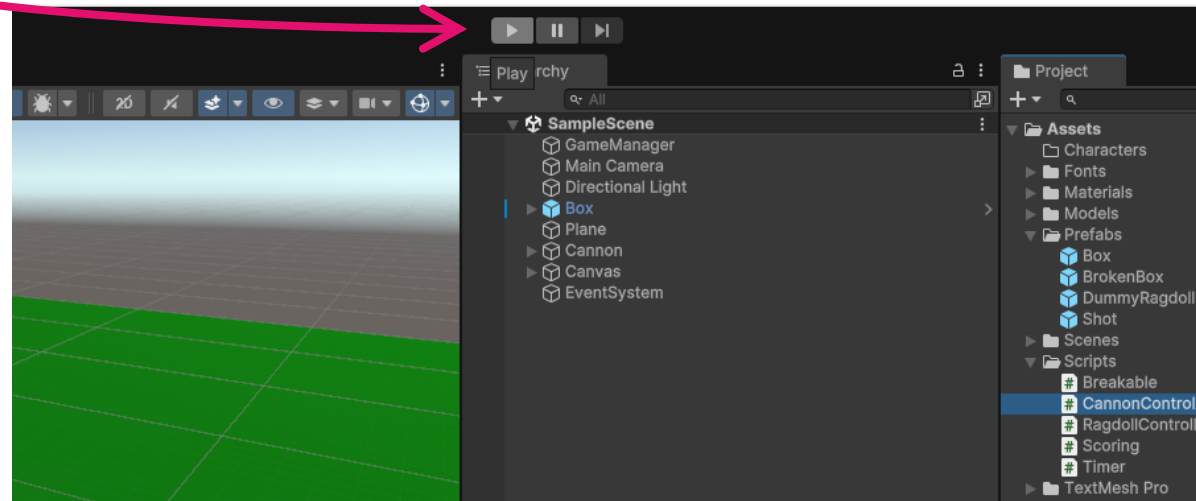 Play rchy
Project
2D
All
SampleScene
GameManager
Main Camera
Directional Light
Box
Plane
Cannon
Canvas
EventSystem
Assets
Characters
Fonts
Materials
Models
Prefabs
Box
BrokenBox
DummyRagdoll
Shot
Scenes
Scripts
# Breakable
# CannonControl
# RagdollControll
# Scoring
# Timer
TextMesh Pro